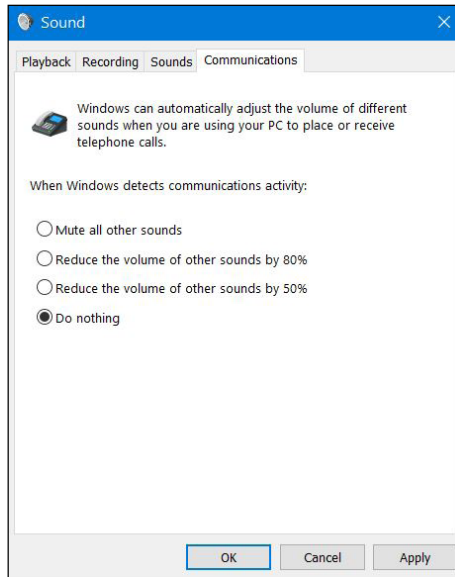 Sound
Playback Recording Sounds Communications
Windows can automatically adjust the volume of different
sounds when you are using your PC to place or receive
telephone calls.
When Windows detects communications activity:
Mute all other sounds
Reduce the volume of other sounds by 80%
Reduce the volume of other sounds by 50%
Do nothing
OK Cancel Apply